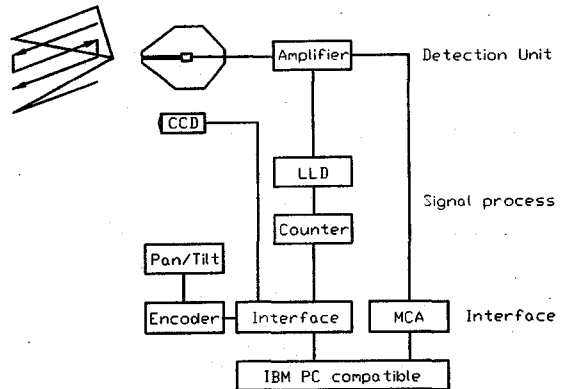 Amplifier
Detection Unit
CCD
LLD
Signal process
Counter
Pan/Tilt
Encoder
Interface
MCA
Interface
IBM PC compatible